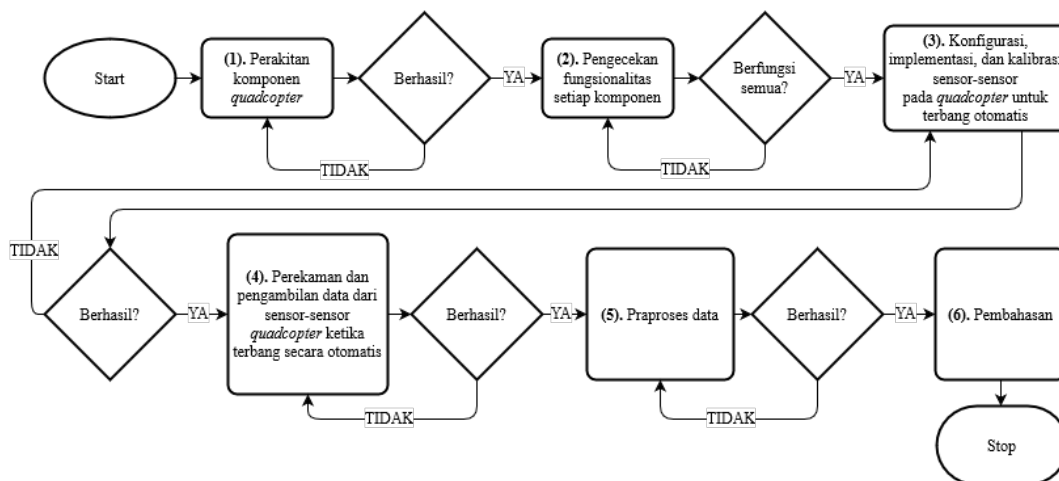 Start
(1). Perakitan
komponen
quadcopter
Berhasil?
YA
TIDAK
(2). Pengecekan
fungsionalitas
setiap komponen
Berfungsi
semua?
YA
TIDAK
(3). Konfigurasi,
implementasi, dan kalibrasi
sensor-sensor
pada quadcopter untuk
terbang otomatis
TIDAK
Berhasil?
YA
(4). Perekaman dan
pengambilan data dari
sensor-sensor
quadcopter ketika
terbang secara otomatis
Berhasil?
YA
TIDAK
(5). Praproses data
Berhasil?
YA
TIDAK
(6). Pembahasan
Stop